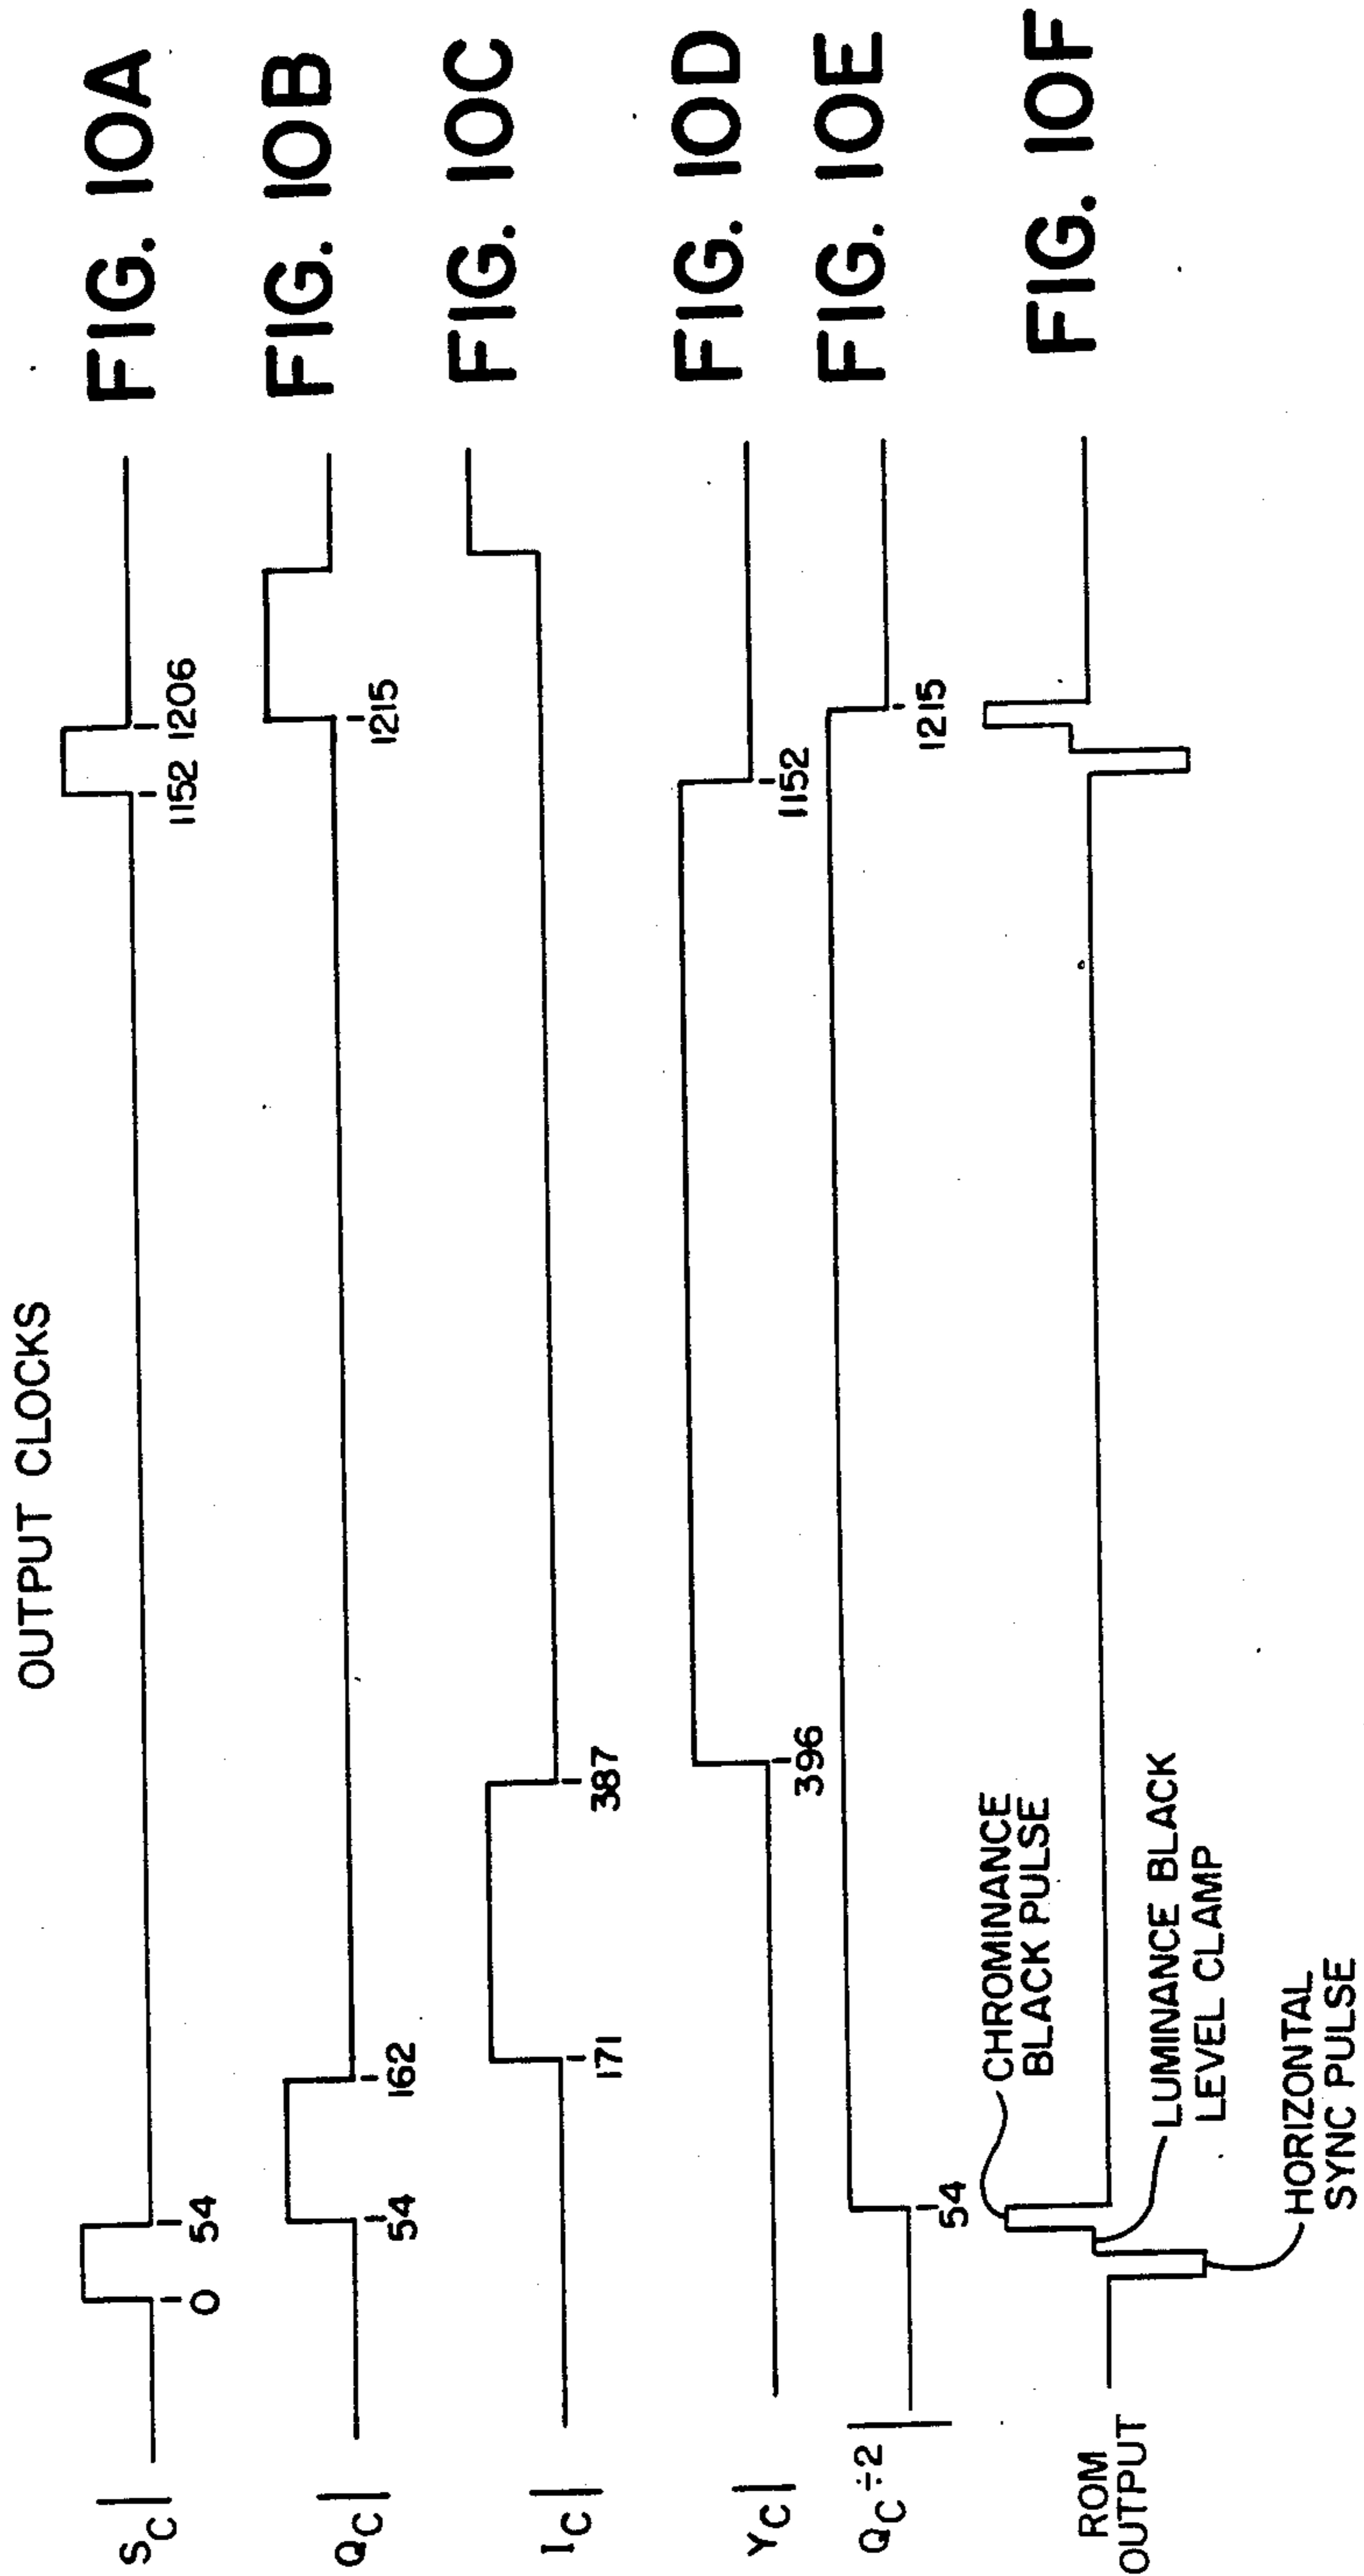 OUTPUT CLOCKS
S_C
0
54
1152
1206
FIG. 10A
Q_C
54
162
1215
FIG. 10B
I_C
171
387
FIG. 10C
Y_C
396
1152
FIG. 10D
Q_C ÷2
54
1215
FIG. 10E
ROM
OUTPUT
CHROMINANCE
BLACK PULSE
LUMINANCE BLACK
LEVEL CLAMP
HORIZONTAL
SYNC PULSE
FIG. 10F